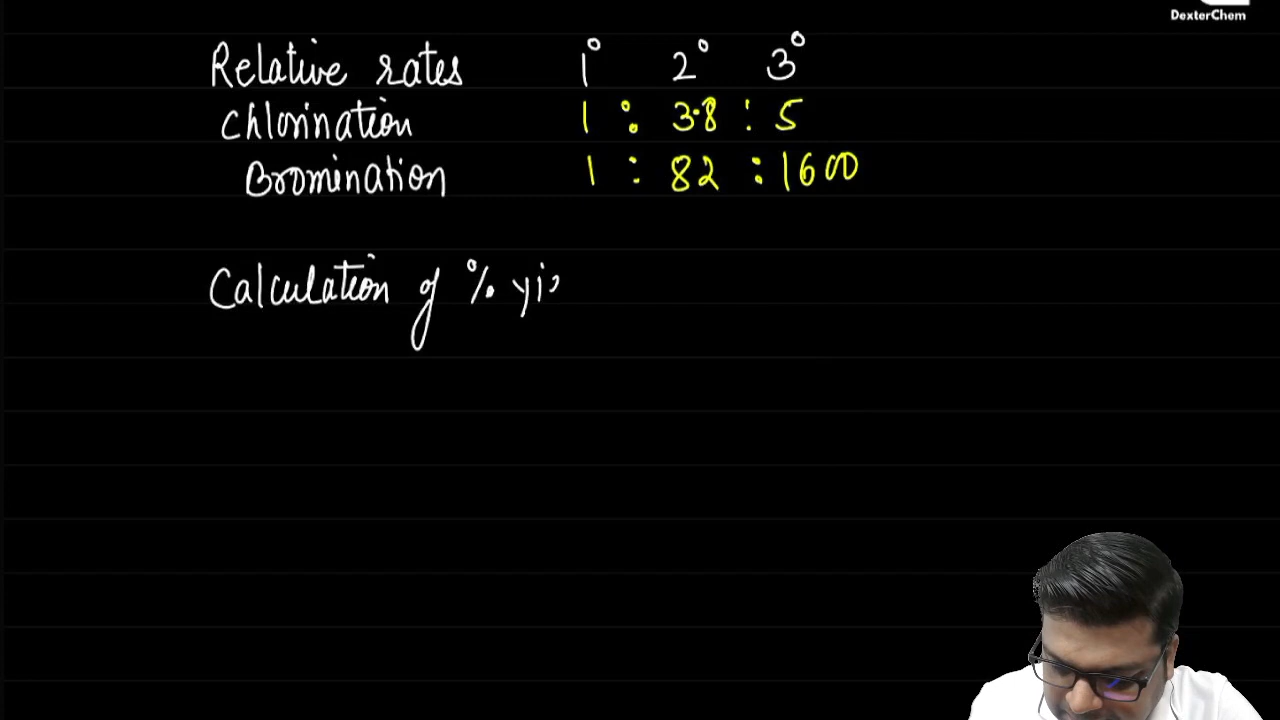 DexterChem
Relative rates 1° 2° 3°
Chlorination 1 : 3.8 : 5
Bromination 1 : 82 : 1600
Calculation of % yi